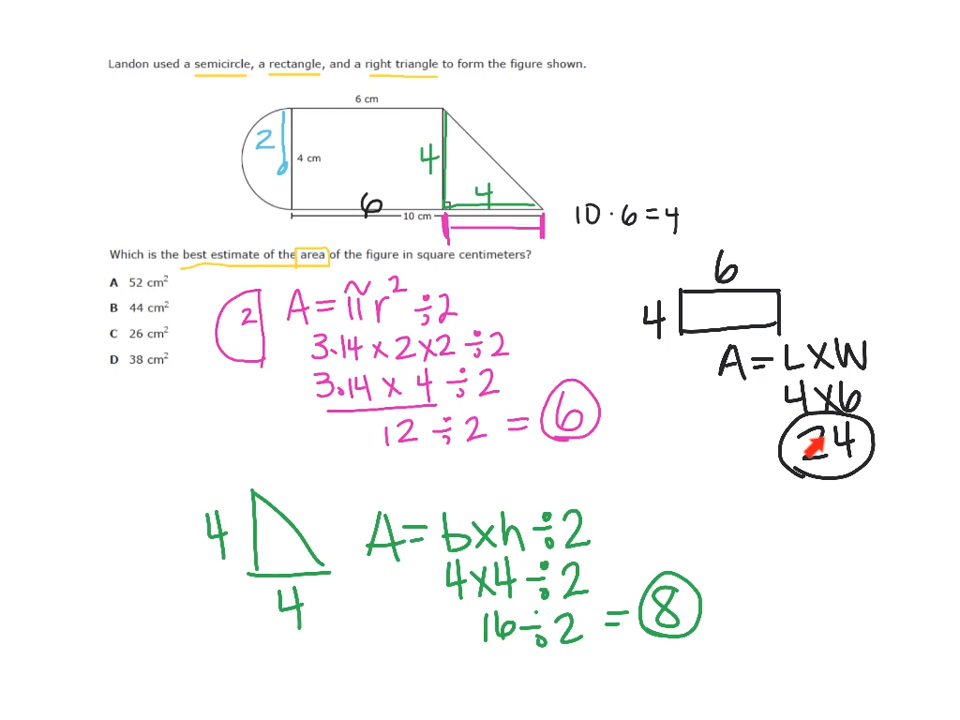 Landon used a semicircle, a rectangle, and a right triangle to form the figure shown.
6 cm
2
4 cm
4
4
6
10 cm
10 · 6 = 4
Which is the best estimate of the area of the figure in square centimeters?
A 52 cm²
B 44 cm²
C 26 cm²
D 38 cm²
2
A = πr² ÷ 2
3.14 x 2 x 2 ÷ 2
3.14 x 4 ÷ 2
12 ÷ 2 = 6
6
4
A = L x W
4 x 6
24
4
4
A = b x h ÷ 2
4 x 4 ÷ 2
16 ÷ 2 = 8